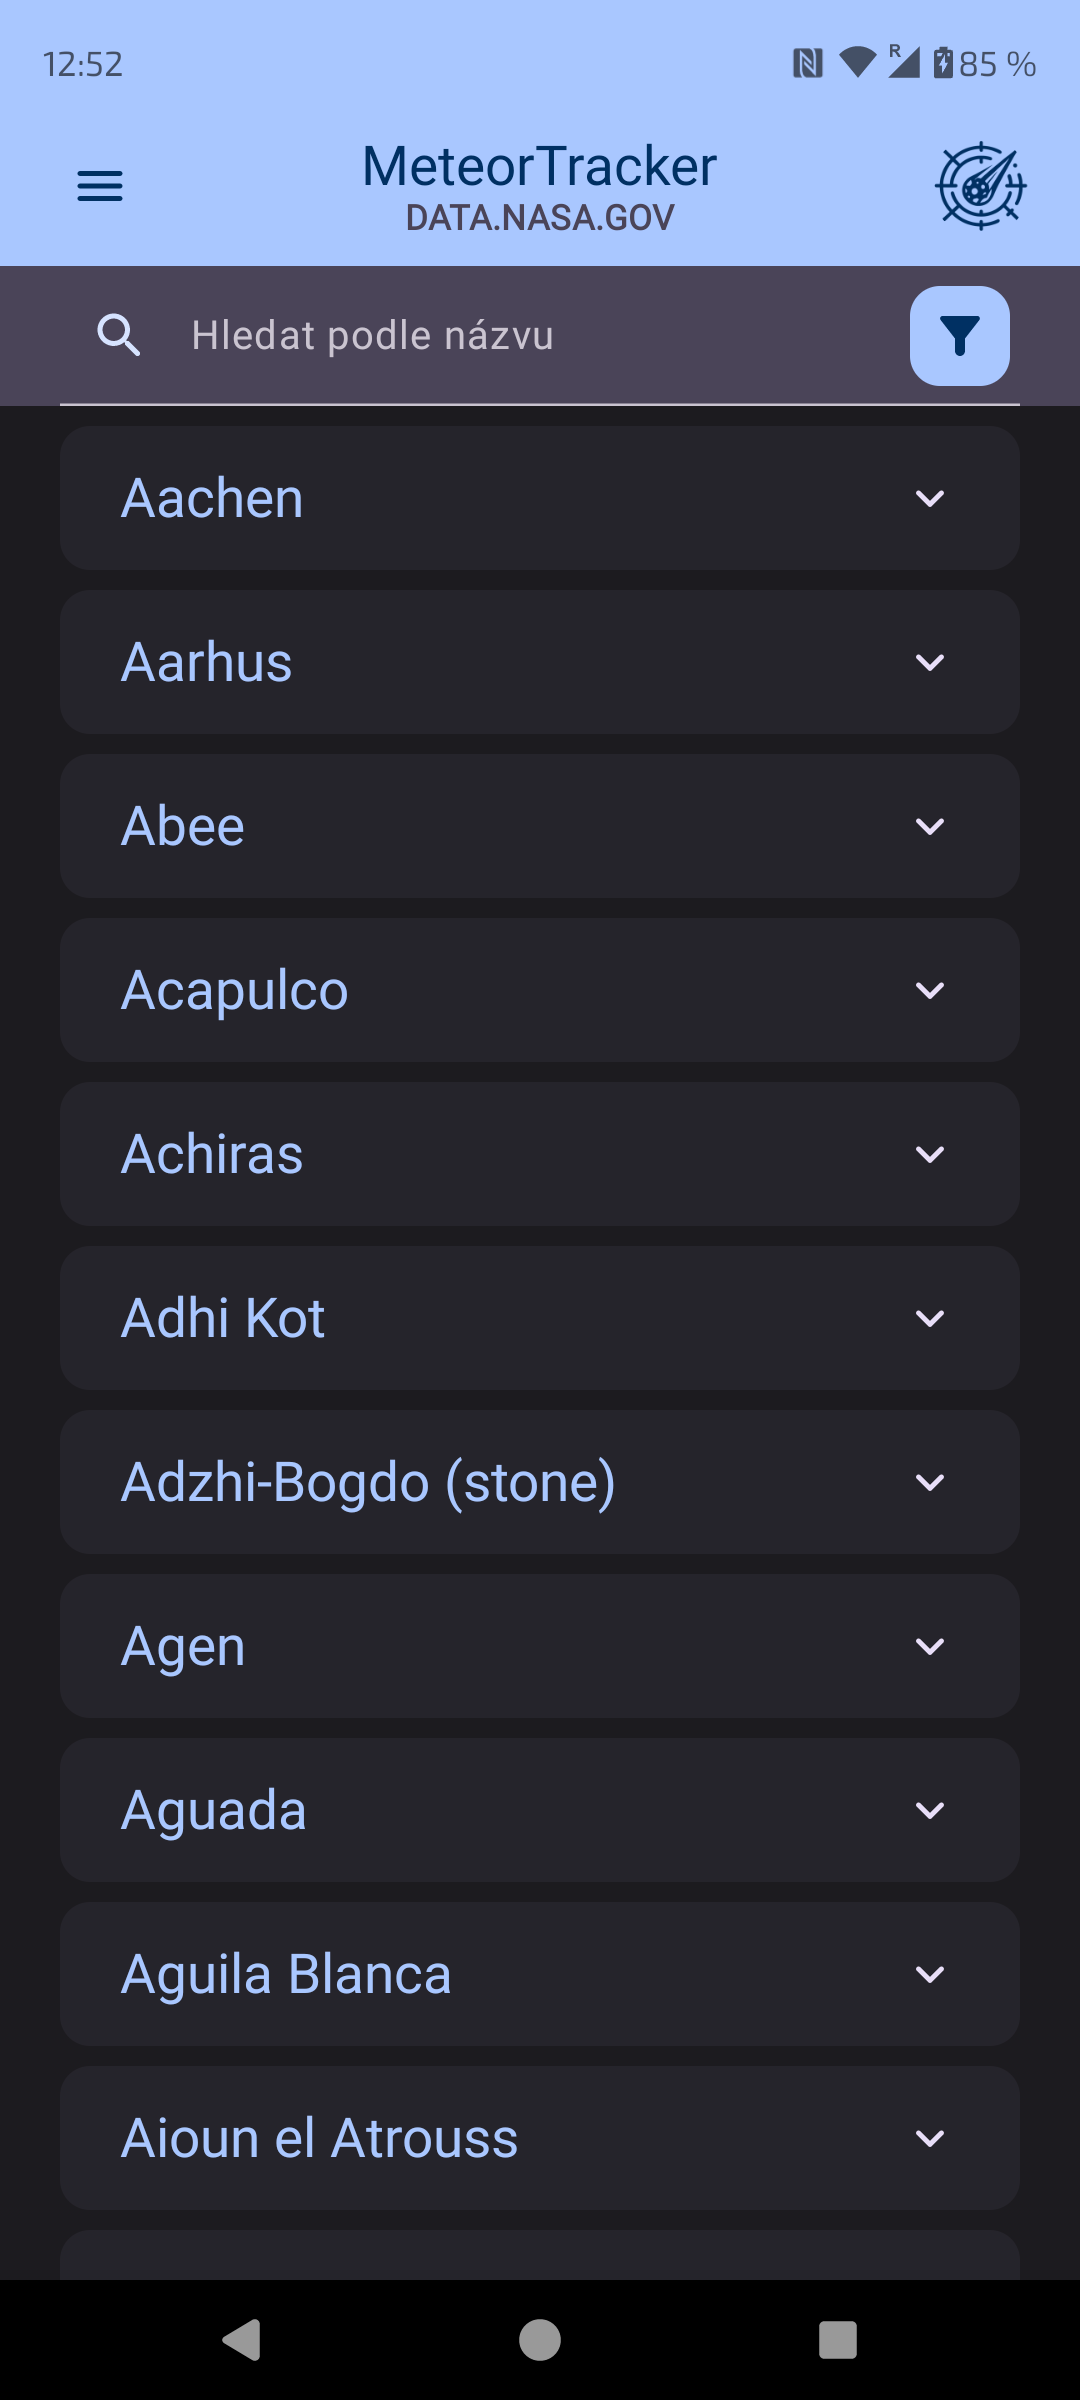 12:52
R
85 %
MeteorTracker
DATA.NASA.GOV
Hledat podle názvu
Aachen
Aarhus
Abee
Acapulco
Achiras
Adhi Kot
Adzhi-Bogdo (stone)
Agen
Aguada
Aguila Blanca
Aioun el Atrouss